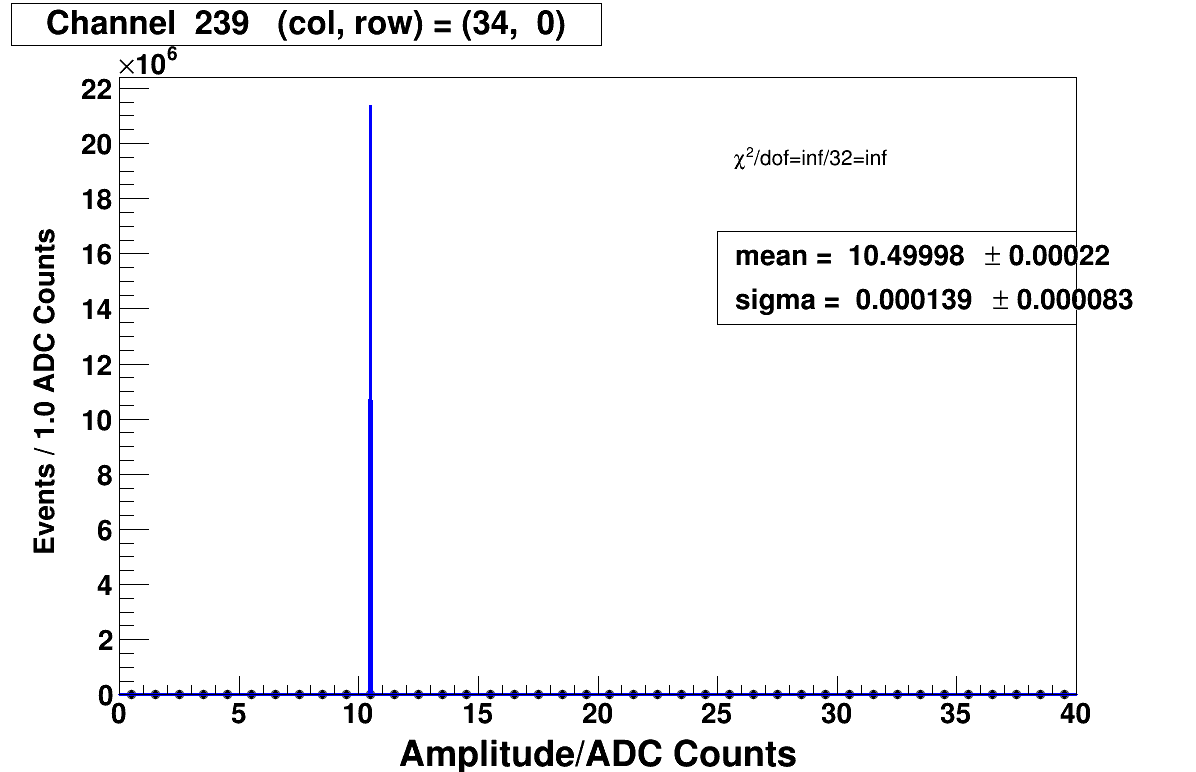 Channel 239 (col, row) = (34, 0)
×10⁶
22
20
18
16
14
12
10
8
6
4
2
0
Events / 1.0 ADC Counts
χ²/dof=inf/32=inf
mean = 10.49998 ± 0.00022
sigma = 0.000139 ± 0.000083
0 5 10 15 20 25 30 35 40
Amplitude/ADC Counts